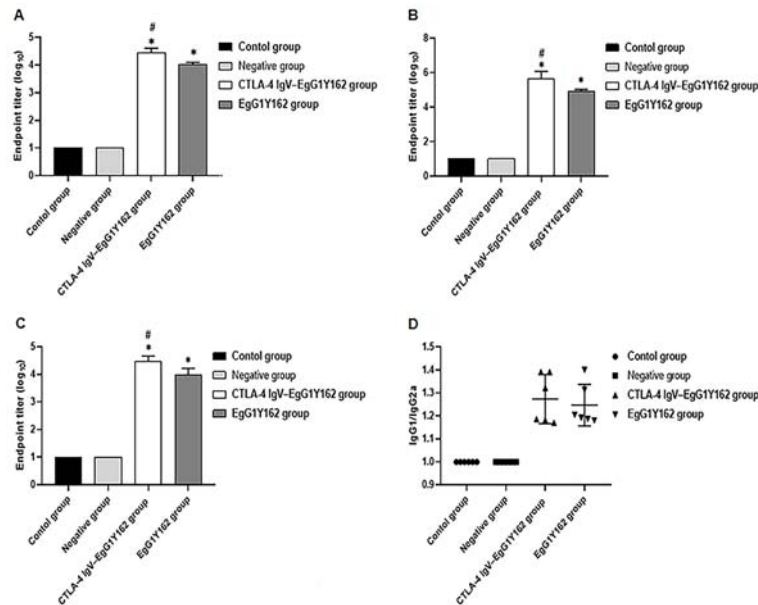 A
Endpoint titer (log10)
5
4
3
2
1
0
#
*
*
Contol group
Negative group
CTLA-4 IgV–EgG1Y162 group
EgG1Y162 group
Contol group
Negative group
CTLA-4 IgV–EgG1Y162 group
EgG1Y162 group
B
Endpoint titer (log10)
8
6
4
2
0
#
*
*
Contol group
Negative group
CTLA-4 IgV–EgG1Y162 group
EgG1Y162 group
Contol group
Negative group
CTLA-4 IgV–EgG1Y162 group
EgG1Y162 group
C
Endpoint titer (log10)
5
4
3
2
1
0
#
*
*
Contol group
Negative group
CTLA-4 IgV–EgG1Y162 group
EgG1Y162 group
Contol group
Negative group
CTLA-4 IgV–EgG1Y162 group
EgG1Y162 group
D
IgG1/IgG2a
1.5
1.4
1.3
1.2
1.1
1.0
0.9
Contol group
Negative group
CTLA-4 IgV–EgG1Y162 group
EgG1Y162 group
Contol group
Negative group
CTLA-4 IgV–EgG1Y162 group
EgG1Y162 group